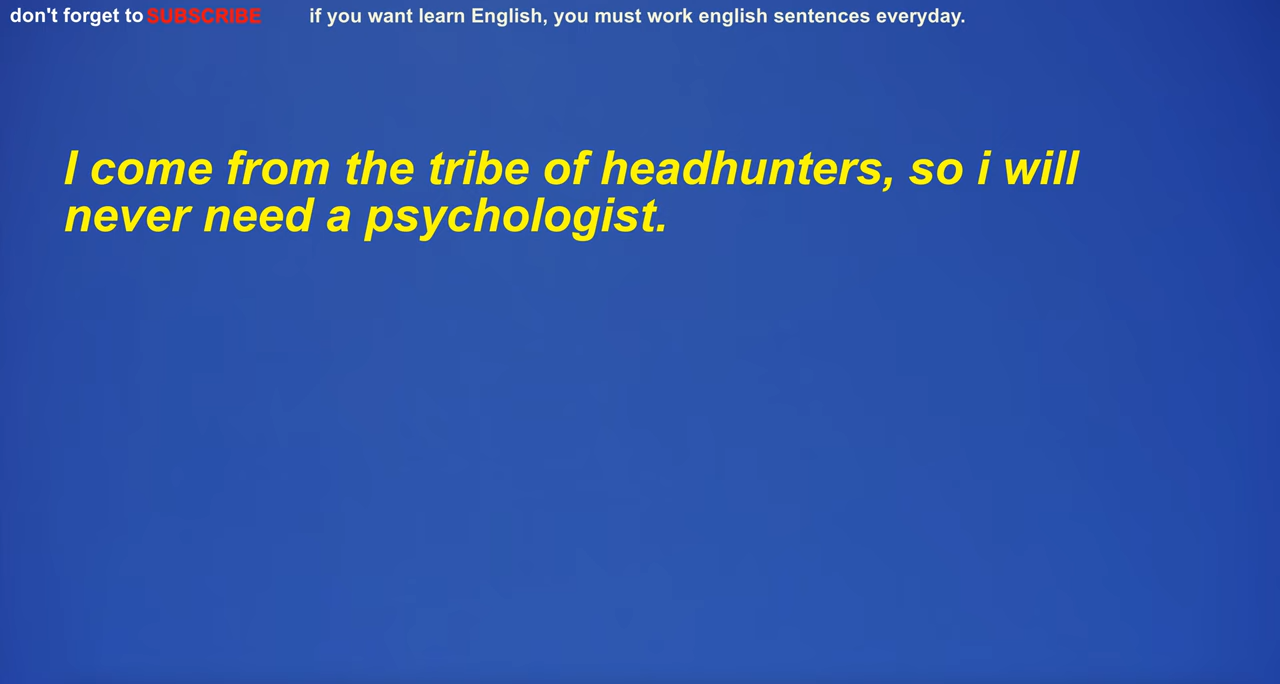 don't forget to SUBSCRIBE if you want learn English, you must work english sentences everyday.
I come from the tribe of headhunters, so i will
never need a psychologist.